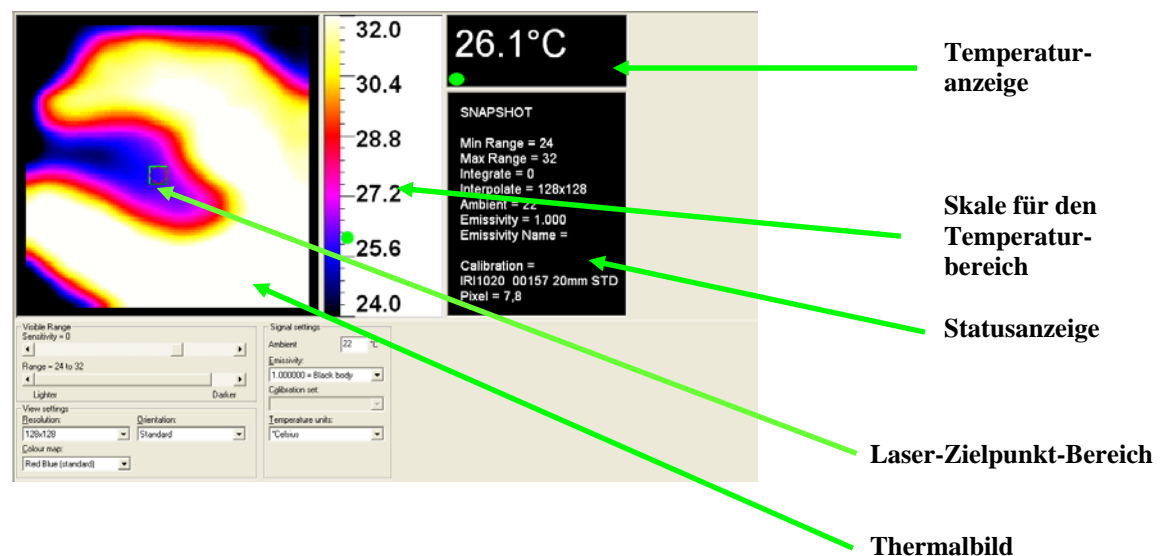 32.0
30.4
28.8
27.2
25.6
24.0
26.1°C
SNAPSHOT
Min Range = 24
Max Range = 32
Integrate = 0
Interpolate = 128x128
Ambient = 22
Emissivity = 1.000
Emissivity Name =
Calibration =
IRI1020 00157 20mm STD
Pixel = 7,8
Temperatur-
anzeige
Skale für den
Temperatur-
bereich
Statusanzeige
Laser-Zielpunkt-Bereich
Thermalbild
Visible Range
Sensitivity = 0
Range = 24 to 32
Lighter Darker
View settings
Resolution: Orientation:
128x128 Standard
Colour map:
Red Blue (standard)
Signal settings
Ambient 22 °C
Emissivity:
1.000000 = Black body
Calibration set:
Temperature units:
°Celsius